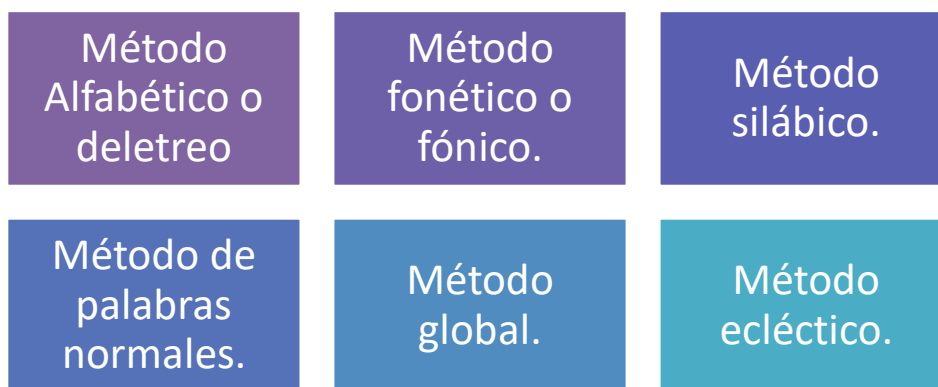 Método
Alfabético o
deletreo
Método
fonético o
fónico.
Método
silábico.
Método de
palabras
normales.
Método
global.
Método
ecléctico.